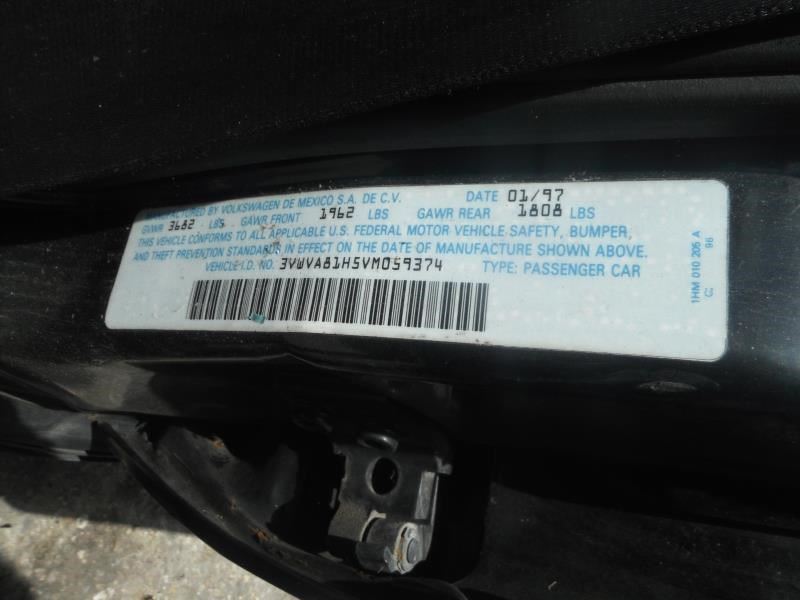 MANUFACTURED BY VOLKSWAGEN DE MEXICO S.A. DE C.V. DATE 01/97
GVWR 3682 LBS GAWR FRONT 1962 LBS GAWR REAR 1808 LBS
THIS VEHICLE CONFORMS TO ALL APPLICABLE U.S. FEDERAL MOTOR VEHICLE SAFETY, BUMPER,
AND THEFT PREVENTION STANDARDS IN EFFECT ON THE DATE OF MANUFACTURE SHOWN ABOVE.
VEHICLE-I.D. NO. 3VWVA81H5VM059374 TYPE: PASSENGER CAR
1HM 010 205 A